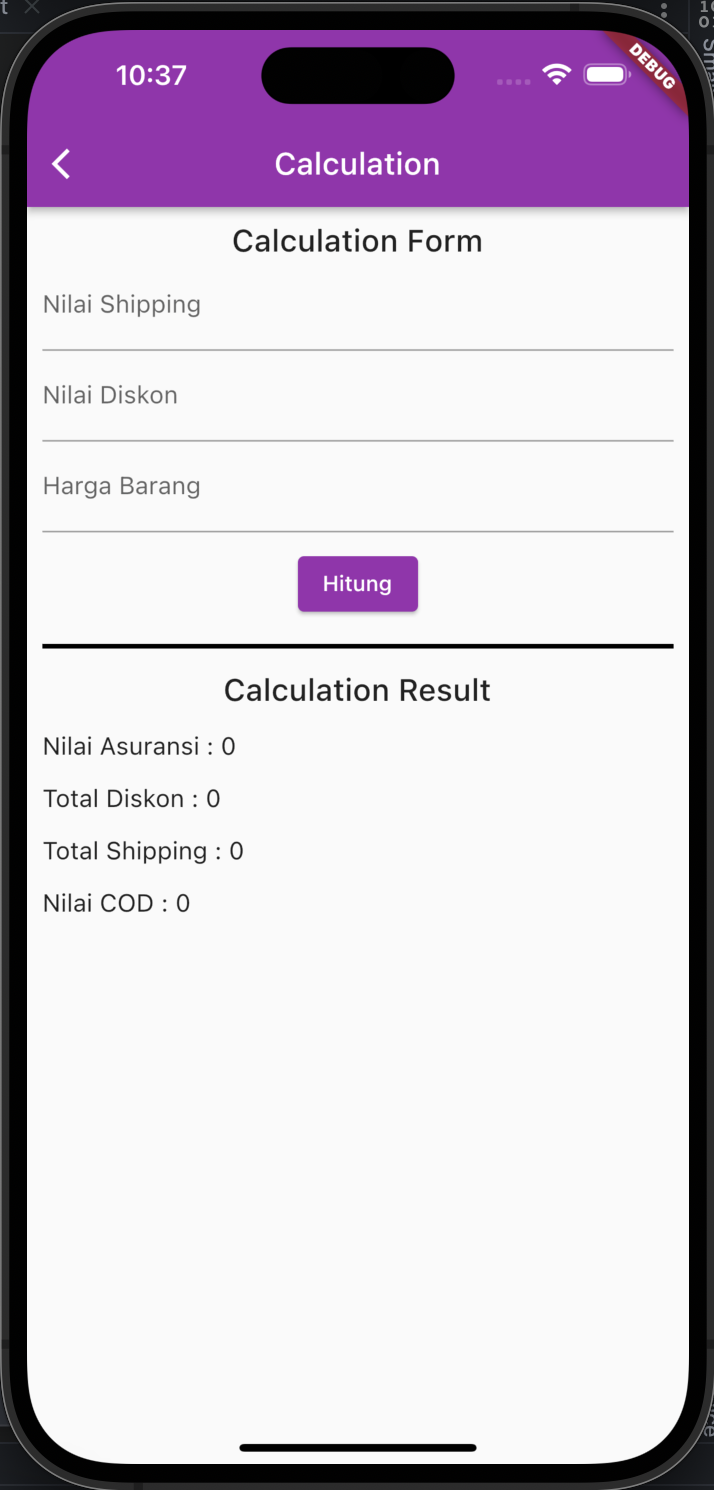 10:37
DEBUG
Calculation
Calculation Form
Nilai Shipping
Nilai Diskon
Harga Barang
Hitung
Calculation Result
Nilai Asuransi : 0
Total Diskon : 0
Total Shipping : 0
Nilai COD : 0